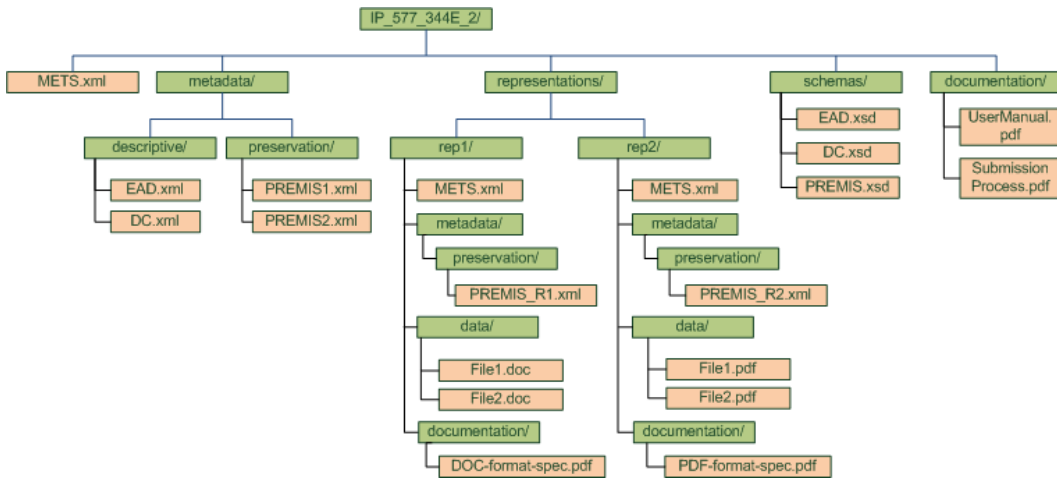 IP_577_344E_2/
METS.xml
metadata/
representations/
schemas/
documentation/
descriptive/
preservation/
EAD.xml
DC.xml
PREMIS1.xml
PREMIS2.xml
rep1/
METS.xml
metadata/
preservation/
PREMIS_R1.xml
data/
File1.doc
File2.doc
documentation/
DOC-format-spec.pdf
rep2/
METS.xml
metadata/
preservation/
PREMIS_R2.xml
data/
File1.pdf
File2.pdf
documentation/
PDF-format-spec.pdf
EAD.xsd
DC.xsd
PREMIS.xsd
UserManual.
pdf
Submission
Process.pdf